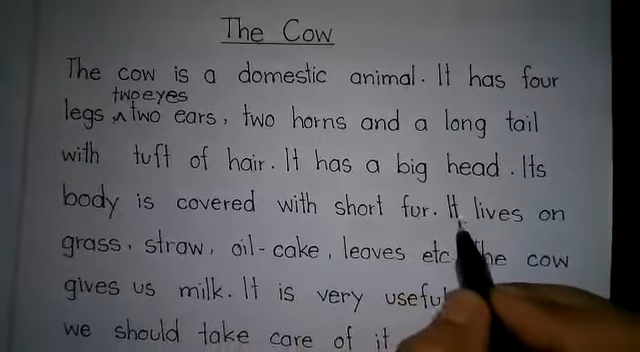 The Cow
The cow is a domestic animal. It has four
two eyes
legs ^ two ears, two horns and a long tail
with tuft of hair. It has a big head. Its
body is covered with short fur. It lives on
grass, straw, oil-cake, leaves etc. The cow
gives us milk. It is very useful
we should take care of it